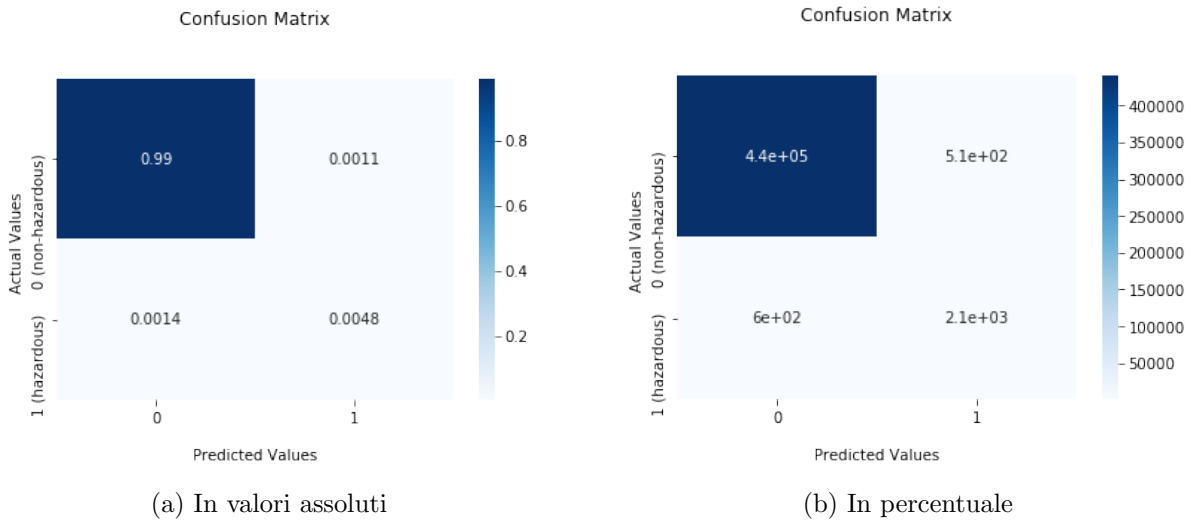 Confusion Matrix
0.99 0.0011
0.0014 0.0048
Actual Values
0 (non-hazardous)
1 (hazardous)
0 1
Predicted Values
0.8
0.6
0.4
0.2
(a) In valori assoluti
Confusion Matrix
4.4e+05 5.1e+02
6e+02 2.1e+03
Actual Values
0 (non-hazardous)
1 (hazardous)
0 1
Predicted Values
400000
350000
300000
250000
200000
150000
100000
50000
(b) In percentuale